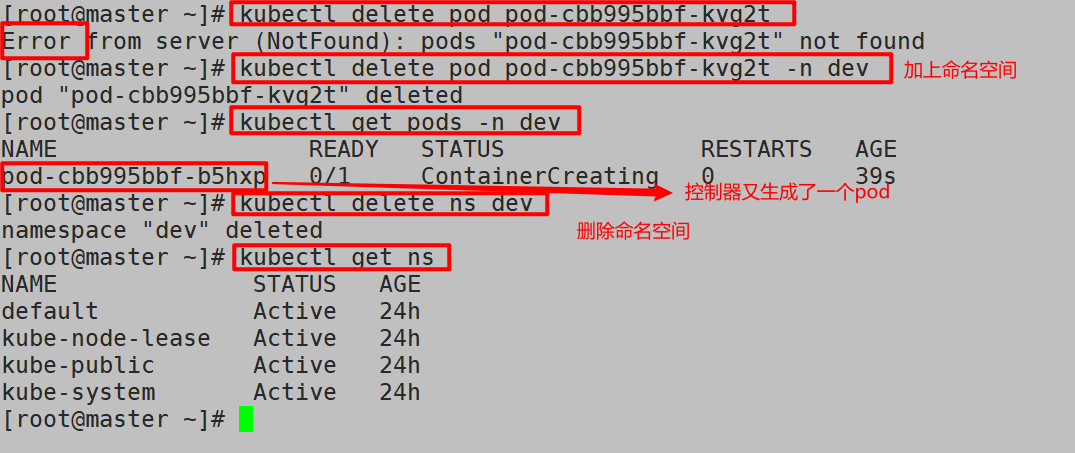 [root@master ~]# kubectl delete pod pod-cbb995bbf-kvg2t
Error from server (NotFound): pods "pod-cbb995bbf-kvg2t" not found
[root@master ~]# kubectl delete pod pod-cbb995bbf-kvg2t -n dev 加上命名空间
pod "pod-cbb995bbf-kvg2t" deleted
[root@master ~]# kubectl get pods -n dev
NAME READY STATUS RESTARTS AGE
pod-cbb995bbf-b5hxp 0/1 ContainerCreating 0 39s
控制器又生成了一个pod
[root@master ~]# kubectl delete ns dev
namespace "dev" deleted 删除命名空间
[root@master ~]# kubectl get ns
NAME STATUS AGE
default Active 24h
kube-node-lease Active 24h
kube-public Active 24h
kube-system Active 24h
[root@master ~]#